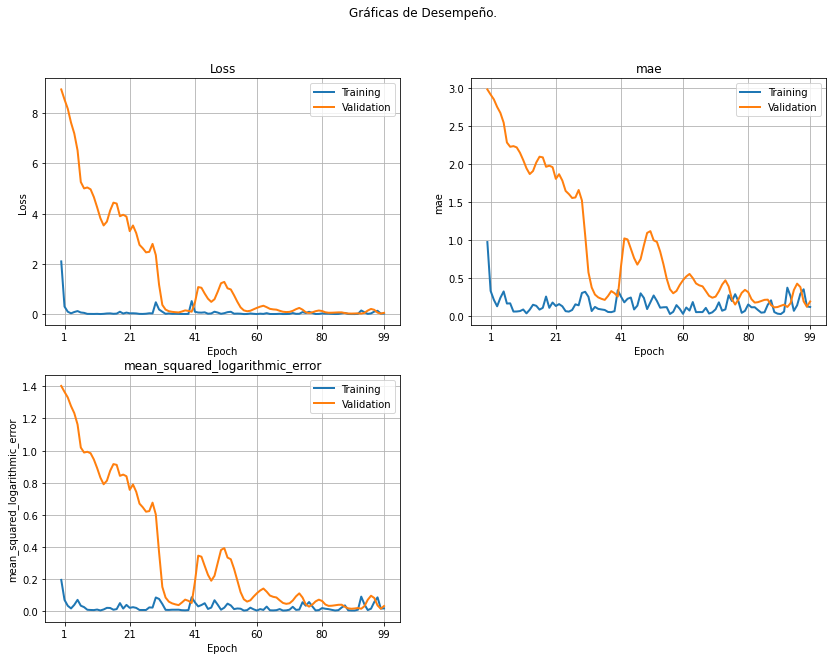 Gráficas de Desempeño.
Loss
Loss
8
6
4
2
0
Training
Validation
1
21
41
60
80
99
Epoch
mae
mae
3.0
2.5
2.0
1.5
1.0
0.5
0.0
Training
Validation
1
21
41
60
80
99
Epoch
mean_squared_logarithmic_error
mean_squared_logarithmic_error
1.4
1.2
1.0
0.8
0.6
0.4
0.2
0.0
Training
Validation
1
21
41
60
80
99
Epoch